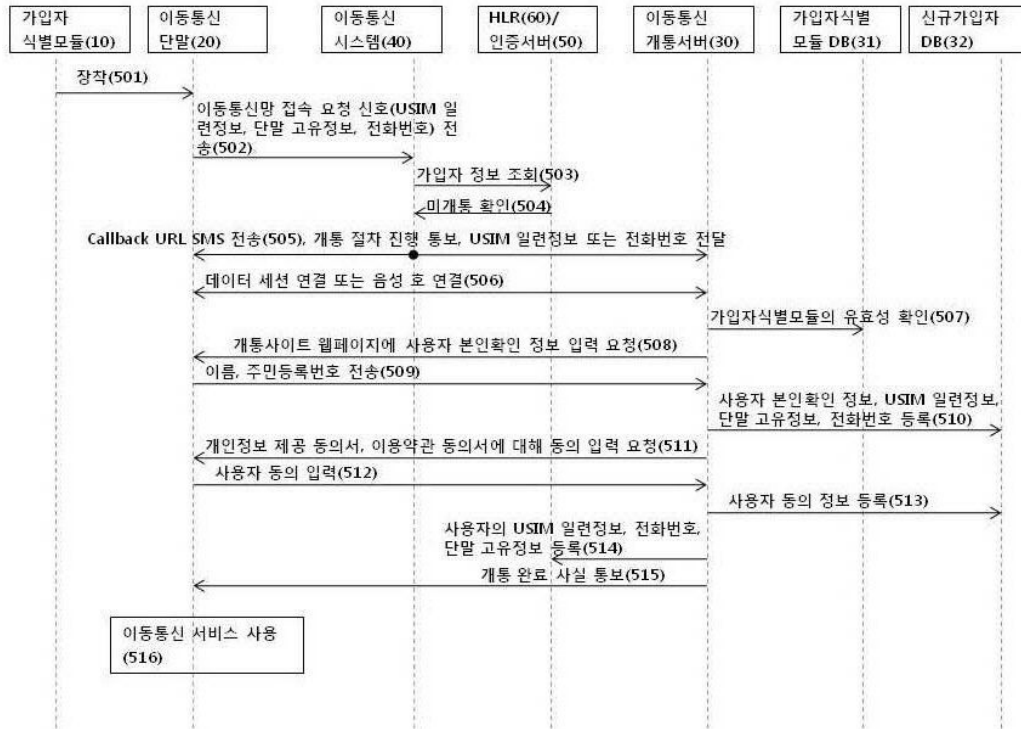 가입자
식별모듈(10)
이동통신
단말(20)
이동통신
시스템(40)
HLR(60)/
인증서버(50)
이동통신
개통서버(30)
가입자식별
모듈 DB(31)
신규가입자
DB(32)
장착(501)
이동통신망 접속 요청 신호(USIM 일
련정보, 단말 고유정보, 전화번호) 전
송(502)
가입자 정보 조회(503)
미개통 확인(504)
Callback URL SMS 전송(505), 개통 절차 진행 통보, USIM 일련정보 또는 전화번호 전달
데이터 세션 연결 또는 음성 호 연결(506)
가입자식별모듈의 유효성 확인(507)
개통사이트 웹페이지에 사용자 본인확인 정보 입력 요청(508)
이름, 주민등록번호 전송(509)
사용자 본인확인 정보, USIM 일련정보,
단말 고유정보, 전화번호 등록(510)
개인정보 제공 동의서, 이용약관 동의서에 대해 동의 입력 요청(511)
사용자 동의 입력(512)
사용자 동의 정보 등록(513)
사용자의 USIM 일련정보, 전화번호,
단말 고유정보 등록(514)
개통 완료 사실 통보(515)
이동통신 서비스 사용
(516)